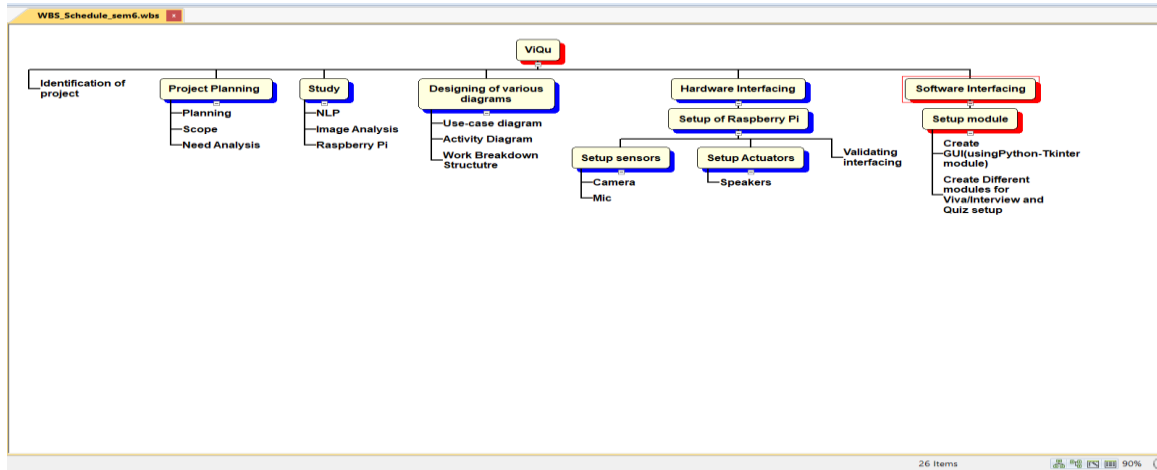 WBS_Schedule_sem6.wbs
ViQu
Identification of
project
Project Planning
Planning
Scope
Need Analysis
Study
NLP
Image Analysis
Raspberry Pi
Designing of various
diagrams
Use-case diagram
Activity Diagram
Work Breakdown
Structutre
Hardware Interfacing
Setup of Raspberry Pi
Setup sensors
Camera
Mic
Setup Actuators
Speakers
Validating
interfacing
Software Interfacing
Setup module
Create
GUI(usingPython-Tkinter
module)
Create Different
modules for
Viva/Interview and
Quiz setup
26 Items
90%